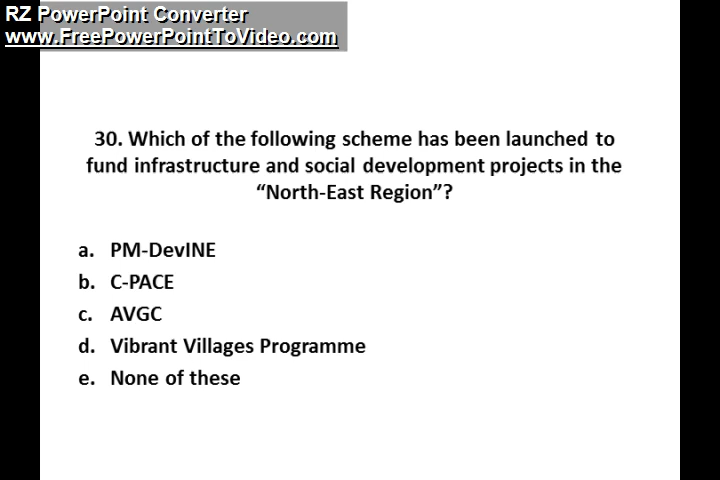 RZ PowerPoint Converter
www.FreePowerPointToVideo.com
30. Which of the following scheme has been launched to
fund infrastructure and social development projects in the
“North-East Region”?
a. PM-DevINE
b. C-PACE
c. AVGC
d. Vibrant Villages Programme
e. None of these